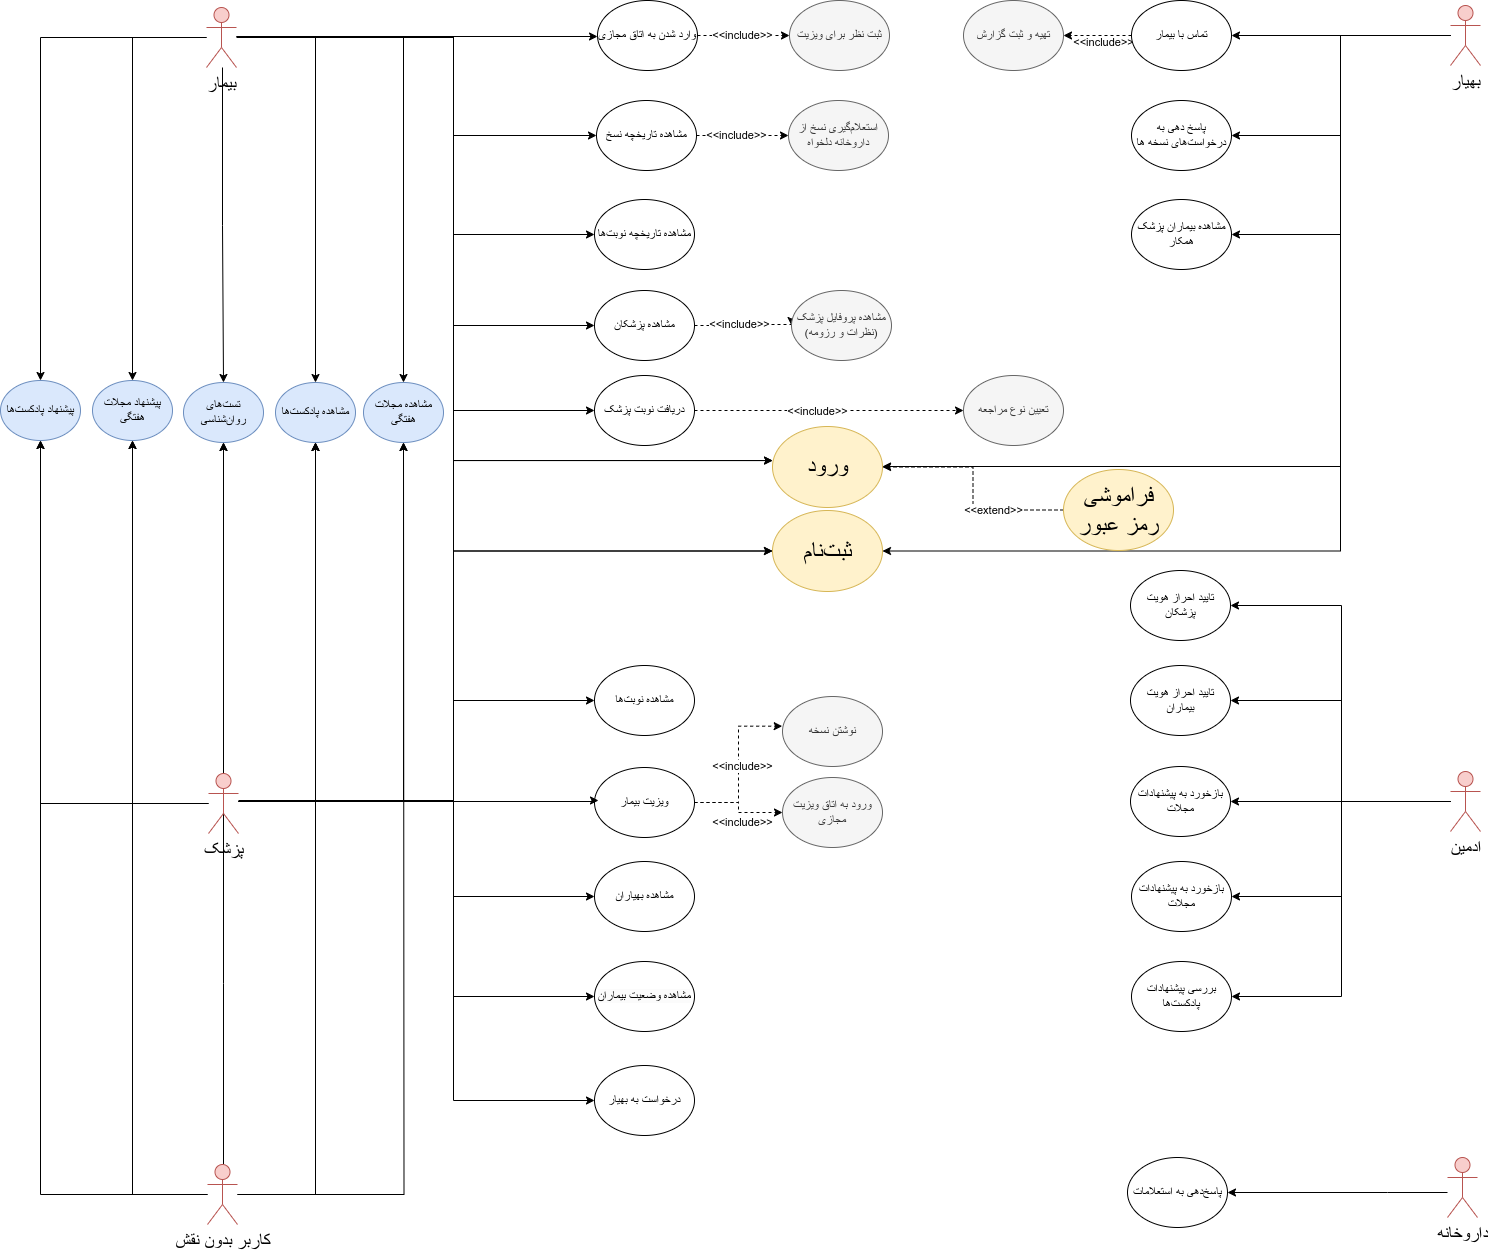 بیمار
وارد شدن به اتاق مجازی
<<include>>
ثبت نظر برای ویزیت
تهیه و ثبت گزارش
<<include>>
تماس با بیمار
بهیار
مشاهده تاریخچه نسخ
<<include>>
استعلام‌گیری نسخ از
داروخانه دلخواه
پاسخ دهی به
درخواست‌های نسخه ها
مشاهده تاریخچه نوبت‌ها
مشاهده بیماران پزشک
همکار
مشاهده پزشکان
<<include>>
مشاهده پروفایل پزشک
(نظرات و رزومه)
پیشنهاد پادکست‌ها
پیشنهاد مجلات
هفتگی
تست‌های
روان‌شناسی
مشاهده پادکست‌ها
مشاهده مجلات
هفتگی
دریافت نوبت پزشک
<<include>>
تعیین نوع مراجعه
ورود
<<extend>>
فراموشی
رمز عبور
ثبت‌نام
تایید احراز هویت
پزشکان
مشاهده نوبت‌ها
نوشتن نسخه
تایید احراز هویت
بیماران
<<include>>
پزشک
ویزیت بیمار
ورود به اتاق ویزیت
مجازی
<<include>>
بازخورد به پیشنهادات
مجلات
ادمین
مشاهده بهیاران
بازخورد به پیشنهادات
مجلات
مشاهده وضعیت بیماران
بررسی پیشنهادات
پادکست‌ها
درخواست به بهیار
کاربر بدون نقش
پاسخ‌دهی به استعلامات
داروخانه